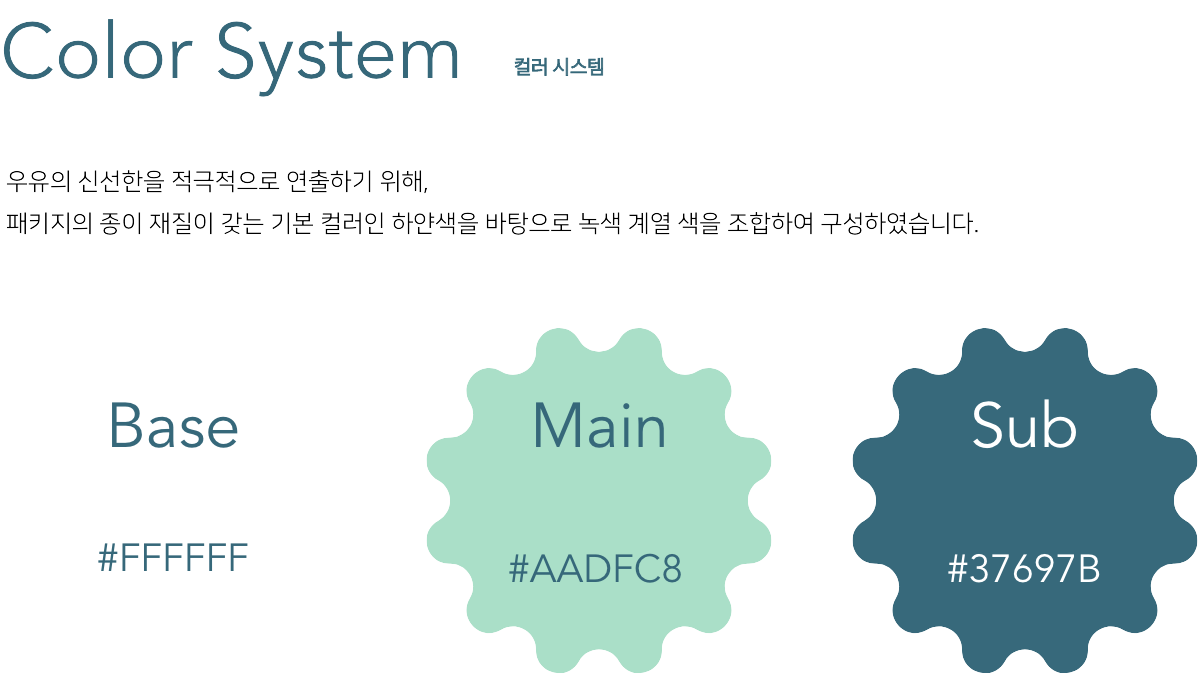 Color System 컬러 시스템
우유의 신선한을 적극적으로 연출하기 위해,
패키지의 종이 재질이 갖는 기본 컬러인 하얀색을 바탕으로 녹색 계열 색을 조합하여 구성하였습니다.
Base
#FFFFFF
Main
#AADFC8
Sub
#37697B